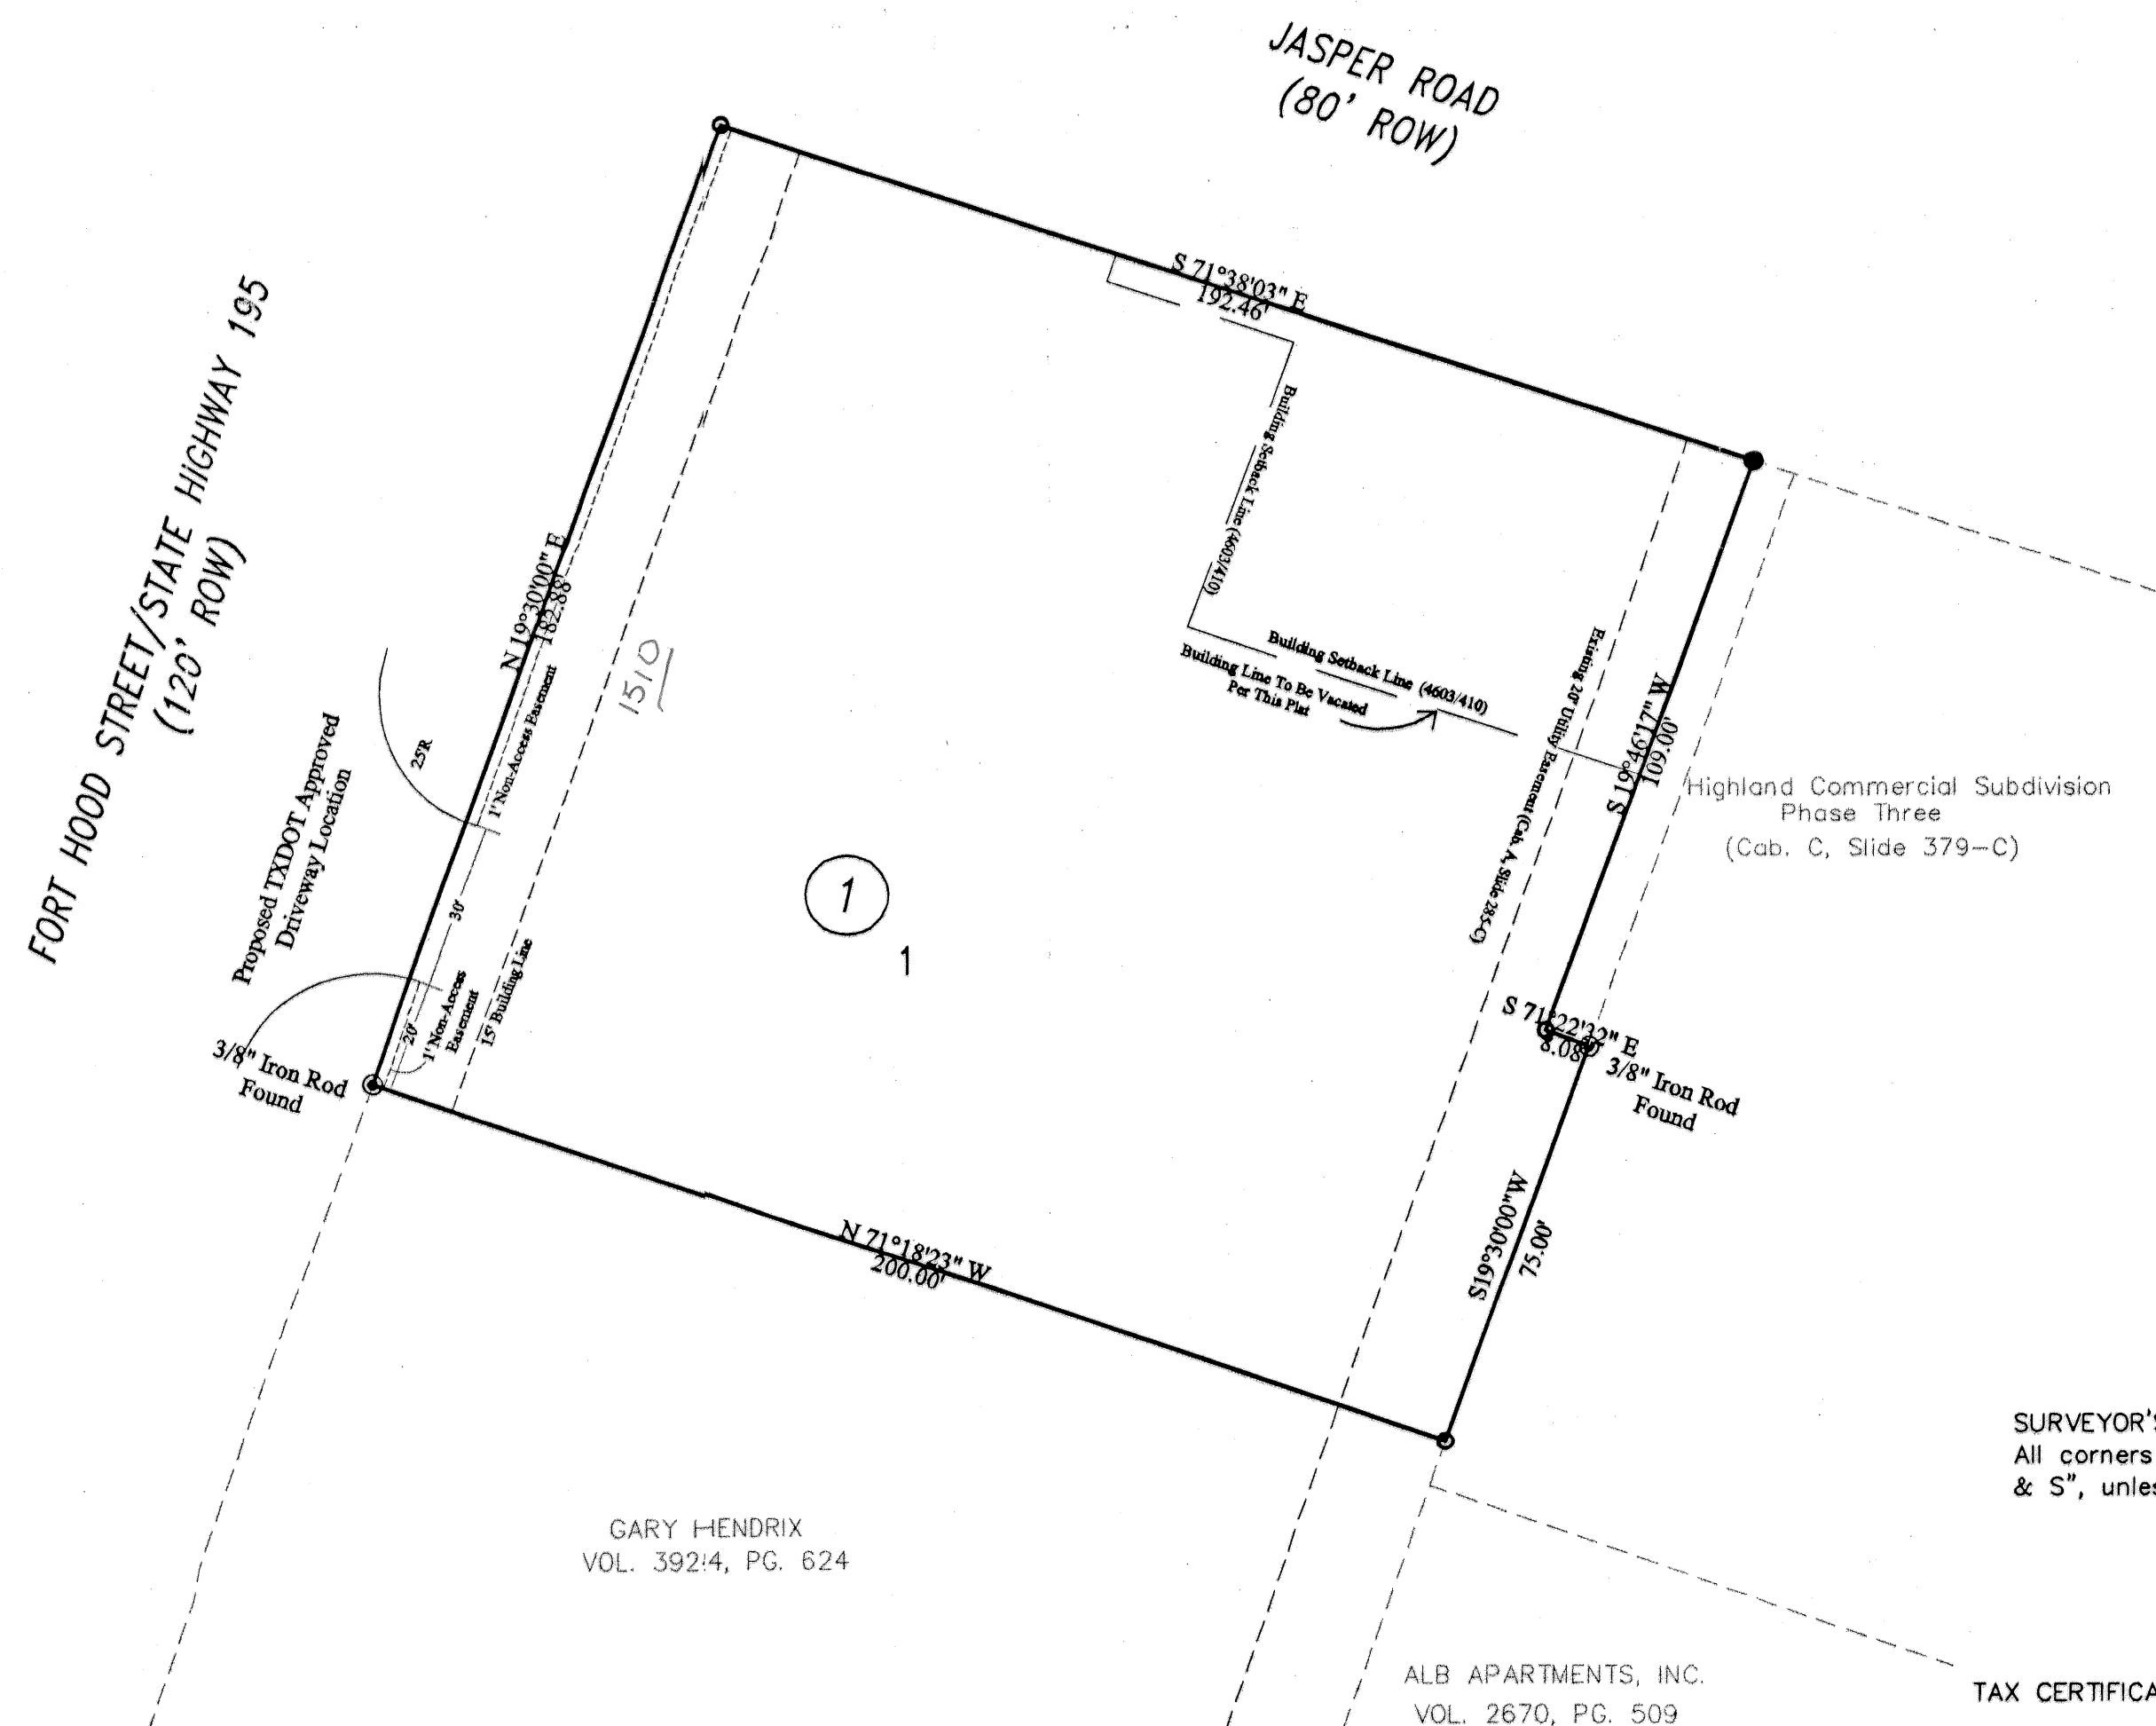 JASPER ROAD
(80' ROW)
S 71°38'03" E
192.46'
FORT HOOD STREET/STATE HIGHWAY 195
(120' ROW)
N 19°30'00" E
182.88'
1510
Building Setback Line (4603/410)
Building Setback Line (4603/410)
Building Line To Be Vacated
Per This Plat
Existing 20' Utility Easement (Cab. A, Slide 285-C)
S 19°46'17" W
109.00'
Highland Commercial Subdivision
Phase Three
(Cab. C, Slide 379-C)
25'R
1' Non-Access Easement
Proposed TXDOT Approved
Driveway Location
30'
1
1
20'
1' Non-Access
Easement
15' Building Line
3/8" Iron Rod
Found
S 71°22'32" E
8.08'
3/8" Iron Rod
Found
S19°30'00"W
75.00'
N 71°18'23" W
200.00'
SURVEYOR'S
All corners
& S", unles
GARY HENDRIX
VOL. 3924, PG. 624
ALB APARTMENTS, INC.
VOL. 2670, PG. 509
TAX CERTIFICA